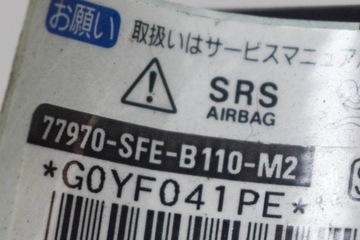 お願い 取扱いはサービスマニュアル
SRS
AIRBAG
77970-SFE-B110-M2
*G0YF041PE*